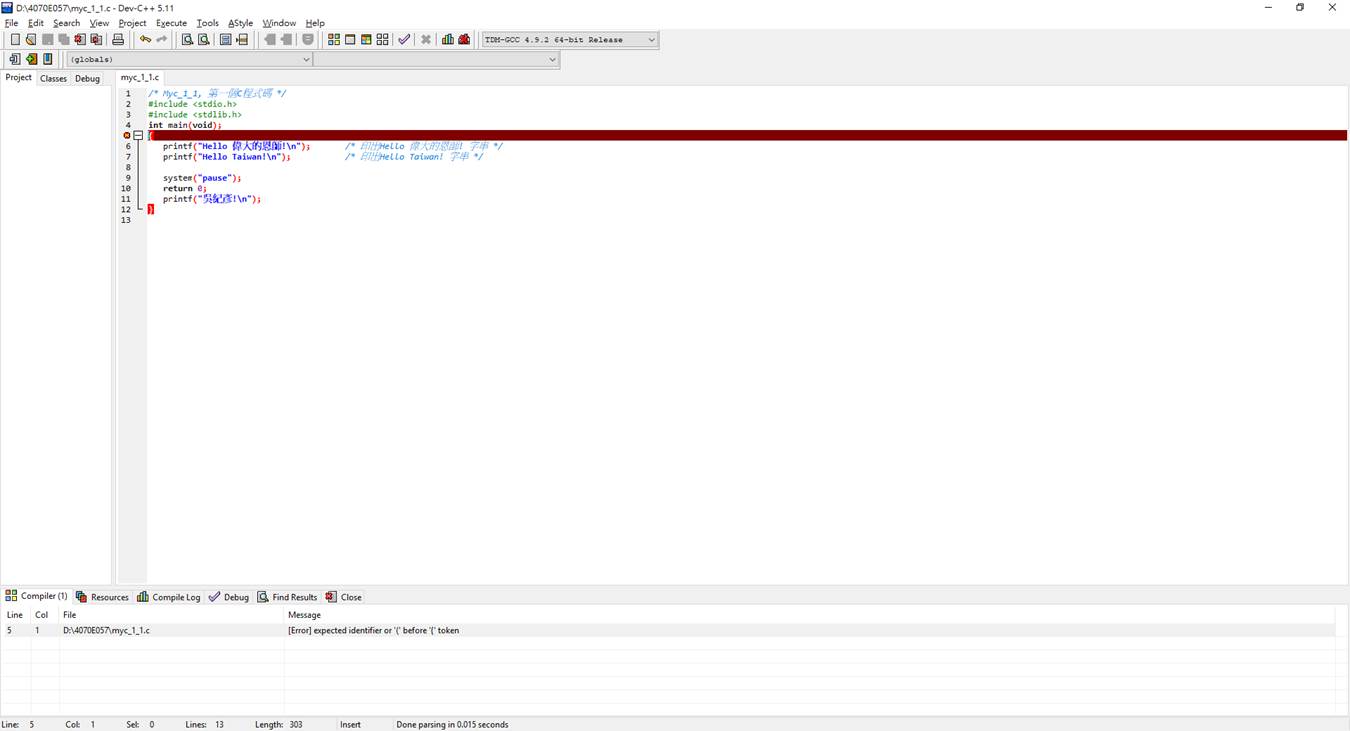 D:\4070E057\myc_1_1.c - Dev-C++ 5.11
File Edit Search View Project Execute Tools AStyle Window Help
TDM-GCC 4.9.2 64-bit Release
(globals)
Project Classes Debug myc_1_1.c
1 /* Myc_1_1, 第一個C程式碼 */
2 #include <stdio.h>
3 #include <stdlib.h>
4 int main(void);
{
6 printf("Hello 偉大的恩師!\n"); /* 印出Hello 偉大的恩師! 字串 */
7 printf("Hello Taiwan!\n"); /* 印出Hello Taiwan! 字串 */
8
9 system("pause");
10 return 0;
11 printf("吳紀彥!\n");
12 }
13
Compiler (1) Resources Compile Log Debug Find Results Close
Line Col File Message
5 1 D:\4070E057\myc_1_1.c [Error] expected identifier or '(' before '{' token
Line: 5 Col: 1 Sel: 0 Lines: 13 Length: 303 Insert Done parsing in 0.015 seconds